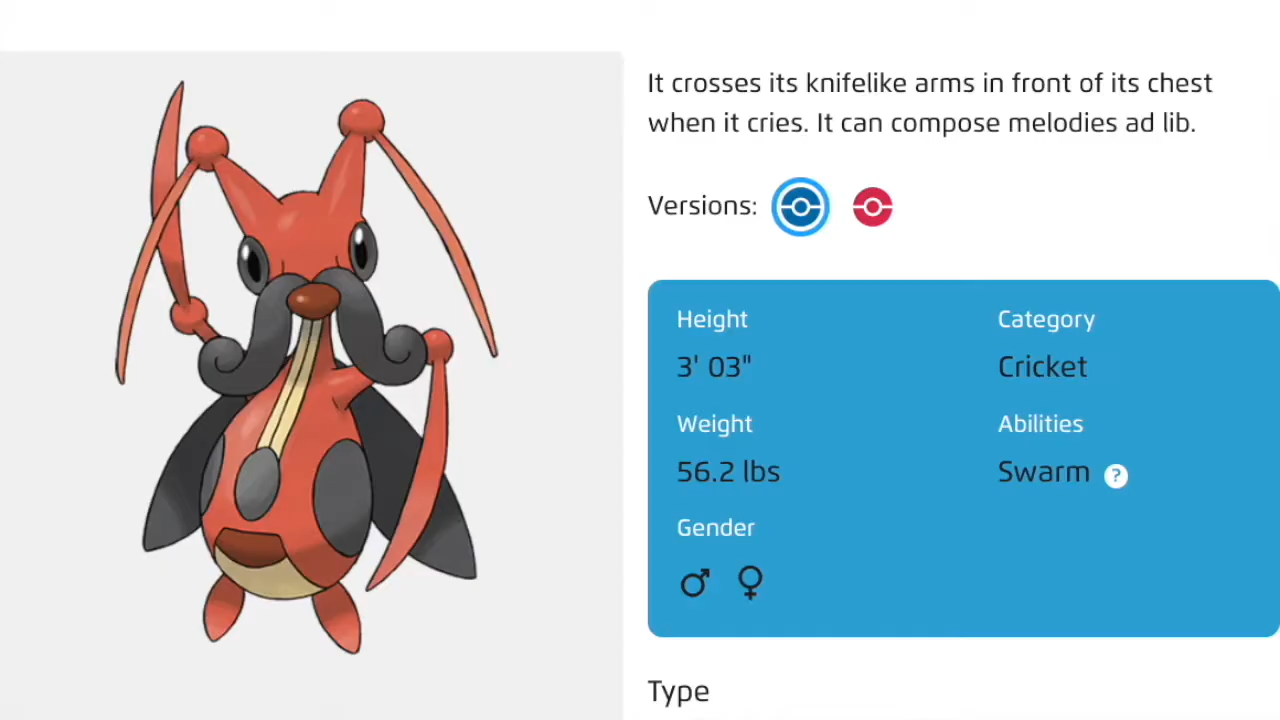 It crosses its knifelike arms in front of its chest
when it cries. It can compose melodies ad lib.
Versions:
Height
3' 03"
Category
Cricket
Weight
56.2 lbs
Abilities
Swarm ?
Gender
♂ ♀
Type